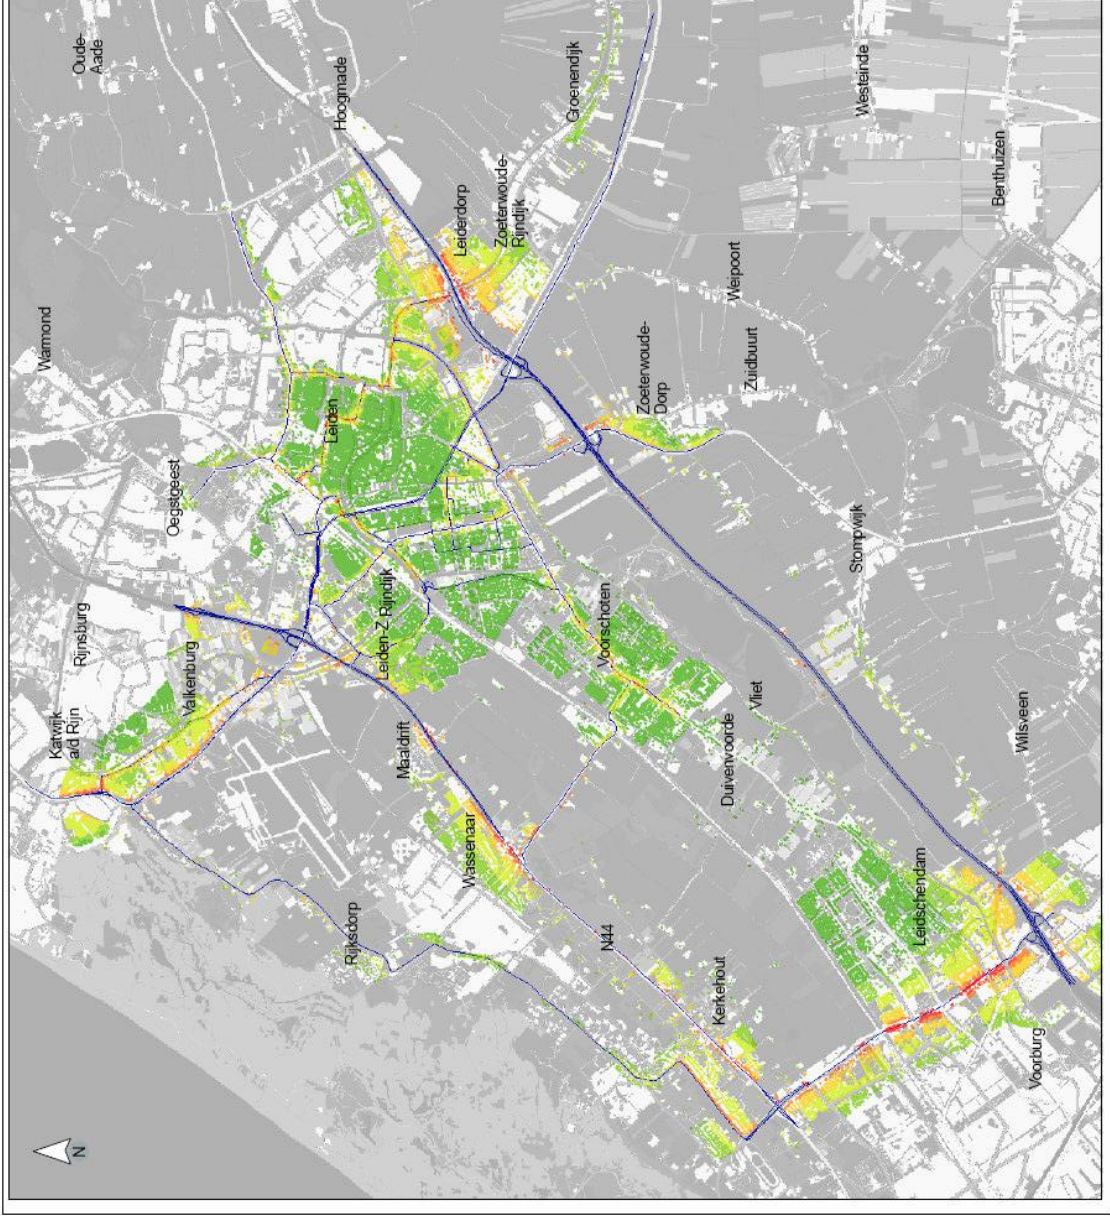 Oude-
Aade
Hoogmade
Groenendijk
Westeinde
Benthuizen
Warmond
Leiderdorp
Zoeterwoude-
Rijndijk
Weipoort
Oegstgeest
Leiden
Zoeterwoude-
Dorp
Zuidbuurt
Rijnsburg
Valkenburg
Leiden-Z
Rijndijk
Voorschoten
Stompwijk
Katwijk
a/d Rijn
Maaldrift
Duivenvoorde
Vliet
Wilsveen
Wassenaar
Leidschendam
Rijksdorp
N44
Kerkehout
Voorburg
N